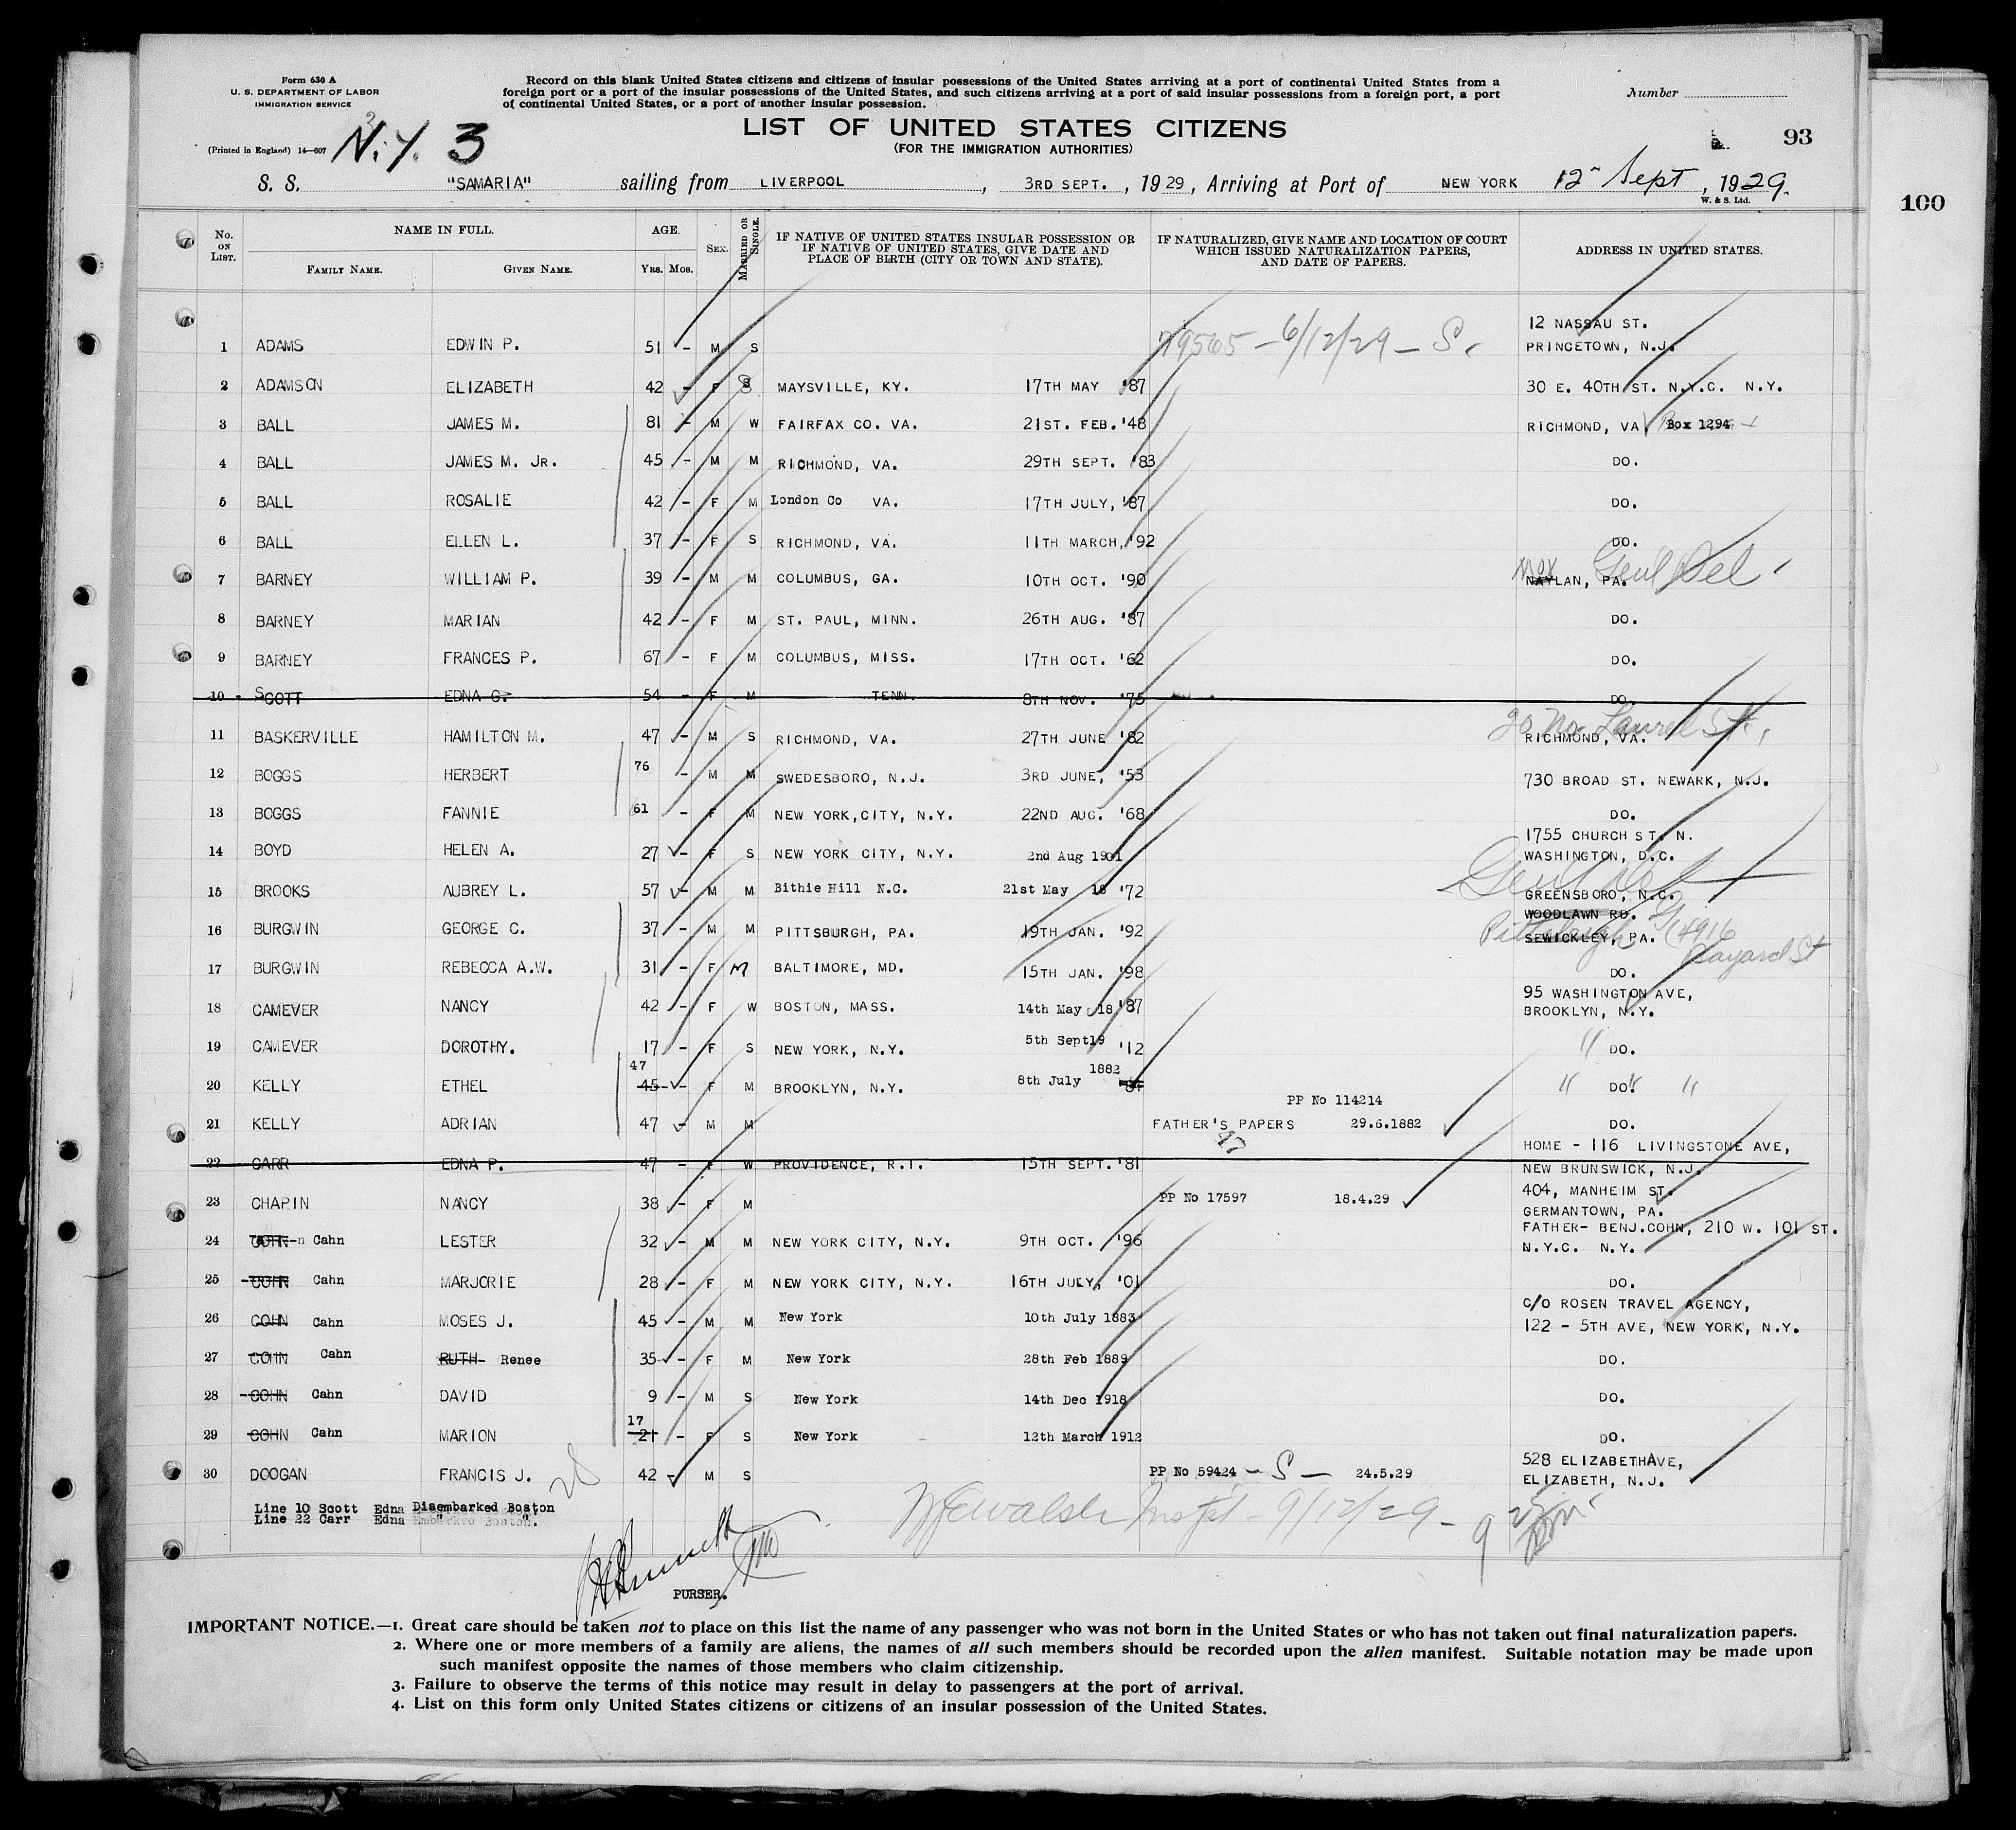 Form 630 A
U. S. DEPARTMENT OF LABOR
IMMIGRATION SERVICE
(Printed in England) 14—607
N.Y. 3
Record on this blank United States citizens and citizens of insular possessions of the United States arriving at a port of continental United States from a
foreign port or a port of the insular possessions of the United States, and such citizens arriving at a port of said insular possessions from a foreign port, a port
of continental United States, or a port of another insular possession.
Number
LIST OF UNITED STATES CITIZENS
(FOR THE IMMIGRATION AUTHORITIES)
93
100
S. S. "SAMARIA" sailing from LIVERPOOL, 3RD SEPT., 1929, Arriving at Port of NEW YORK 12 Sept, 1929.
W. & S. Ltd.
No. ON LIST. NAME IN FULL. FAMILY NAME. GIVEN NAME. AGE. Yrs. Mos. SEX. MARRIED OR SINGLE. IF NATIVE OF UNITED STATES INSULAR POSSESSION OR IF NATIVE OF UNITED STATES, GIVE DATE AND PLACE OF BIRTH (CITY OR TOWN AND STATE). IF NATURALIZED, GIVE NAME AND LOCATION OF COURT WHICH ISSUED NATURALIZATION PAPERS, AND DATE OF PAPERS. ADDRESS IN UNITED STATES.
12 NASSAU ST.
1 ADAMS EDWIN P. 51 - M S 79565 - 6/12/29 - S. PRINCETON, N.J.
2 ADAMSON ELIZABETH 42 - F S MAYSVILLE, KY. 17TH MAY '87 30 E. 40TH ST. N.Y.C. N.Y.
3 BALL JAMES M. 81 - M W FAIRFAX CO. VA. 21ST. FEB. '48 RICHMOND, VA. Box 1294
4 BALL JAMES M. JR. 45 - M M RICHMOND, VA. 29TH SEPT. '83 DO.
5 BALL ROSALIE 42 - F M London Co VA. 17TH JULY, '87 DO.
6 BALL ELLEN L. 37 - F S RICHMOND, VA. 11TH MARCH, '92 DO.
7 BARNEY WILLIAM P. 39 - M M COLUMBUS, GA. 10TH OCT. '90 NAYLAN, PA. Genl Del
8 BARNEY MARIAN 42 - F M ST. PAUL, MINN. 26TH AUG. '87 DO.
9 BARNEY FRANCES P. 67 - F M COLUMBUS, MISS. 17TH OCT. '62 DO.
10 - SCOTT EDNA G. 54 - F M TENN. 8TH NOV. '75 DO.
20 No. Laurel St.,
11 BASKERVILLE HAMILTON M. 47 - M S RICHMOND, VA. 27TH JUNE '82 RICHMOND, VA.
12 BOGGS HERBERT 76 - M M SWEDESBORO, N.J. 3RD JUNE, '53 730 BROAD ST. NEWARK, N.J.
13 BOGGS FANNIE 61 - F M NEW YORK,CITY, N.Y. 22ND AUG. '68 DO.
1755 CHURCH ST. N.
14 BOYD HELEN A. 27 - F S NEW YORK CITY, N.Y. 2nd Aug 1901 WASHINGTON, D.C.
Genl Del
15 BROOKS AUBREY L. 57 - M M Bithie Hill N.C. 21st May 18 '72 GREENSBORO, N.C.
WOODLAWN RD.
16 BURGWIN GEORGE C. 37 - M M PITTSBURGH, PA. 19TH JAN. '92 SEWICKLEY, PA. Pittsburgh 4916
Bayard St
17 BURGWIN REBECCA A.W. 31 - F M BALTIMORE, MD. 15TH JAN. '98 DO.
95 WASHINGTON AVE,
18 CAMEVER NANCY 42 - F W BOSTON, MASS. 14th May 18 '87 BROOKLYN, N.Y.
19 CAMEVER DOROTHY. 17 - F S NEW YORK, N.Y. 5th Sept19 '12 " DO.
47 1882
20 KELLY ETHEL 45 - F M BROOKLYN, N.Y. 8th July '84 " DO. " "
PP No 114214
21 KELLY ADRIAN 47 - M M FATHER'S PAPERS 29.6.1882 DO.
47
HOME - 116 LIVINGSTONE AVE,
22 CARR EDNA P. 47 - F W PROVIDENCE, R.I. 15TH SEPT. '81 NEW BRUNSWICK, N.J.
404, MANHEIM ST.
23 CHAPIN NANCY 38 - F M PP No 17597 18.4.29 GERMANTOWN, PA.
FATHER- BENJ.COHN, 210 W. 101 ST.
24 COHN Cahn LESTER 32 - M M NEW YORK CITY, N.Y. 9TH OCT. '96 N.Y.C. N.Y.
25 COHN Cahn MARJORIE 28 - F M NEW YORK CITY, N.Y. 16TH JULY, '01 DO.
C/O ROSEN TRAVEL AGENCY,
26 COHN Cahn MOSES J. 45 - M M New York 10th July 1883 122 - 5TH AVE, NEW YORK, N.Y.
27 COHN Cahn RUTH Renee 35 - F M New York 28th Feb 1889 DO.
28 COHN Cahn DAVID 9 - M S New York 14th Dec 1918 DO.
17
29 COHN Cahn MARION 21 - F S New York 12th March 1912 DO.
528 ELIZABETHAVE,
30 DOOGAN FRANCIS J. 42 - M S PP No 59424 - S - 24.5.29 ELIZABETH, N.J.
28
Line 10 Scott Edna Disembarked Boston
Line 22 Carr Edna Embarked Boston.
Walsh Inspt - 9/12/29 -
9
PURSER.
IMPORTANT NOTICE.—1. Great care should be taken not to place on this list the name of any passenger who was not born in the United States or who has not taken out final naturalization papers.
2. Where one or more members of a family are aliens, the names of all such members should be recorded upon the alien manifest. Suitable notation may be made upon
such manifest opposite the names of those members who claim citizenship.
3. Failure to observe the terms of this notice may result in delay to passengers at the port of arrival.
4. List on this form only United States citizens or citizens of an insular possession of the United States.